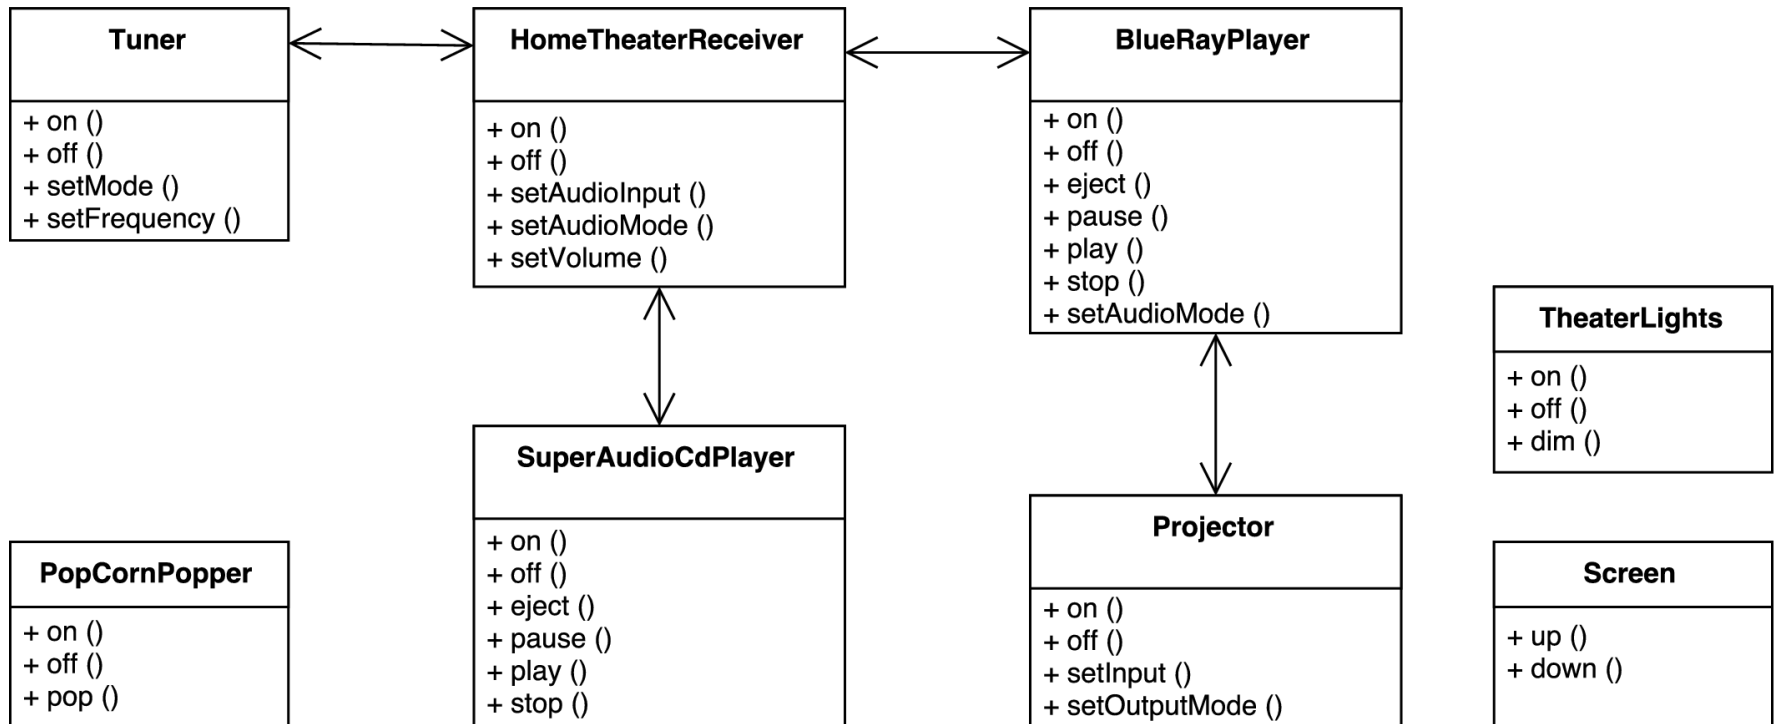 Tuner
+ on ()
+ off ()
+ setMode ()
+ setFrequency ()
HomeTheaterReceiver
+ on ()
+ off ()
+ setAudioInput ()
+ setAudioMode ()
+ setVolume ()
BlueRayPlayer
+ on ()
+ off ()
+ eject ()
+ pause ()
+ play ()
+ stop ()
+ setAudioMode ()
TheaterLights
+ on ()
+ off ()
+ dim ()
PopCornPopper
+ on ()
+ off ()
+ pop ()
SuperAudioCdPlayer
+ on ()
+ off ()
+ eject ()
+ pause ()
+ play ()
+ stop ()
Projector
+ on ()
+ off ()
+ setInput ()
+ setOutputMode ()
Screen
+ up ()
+ down ()